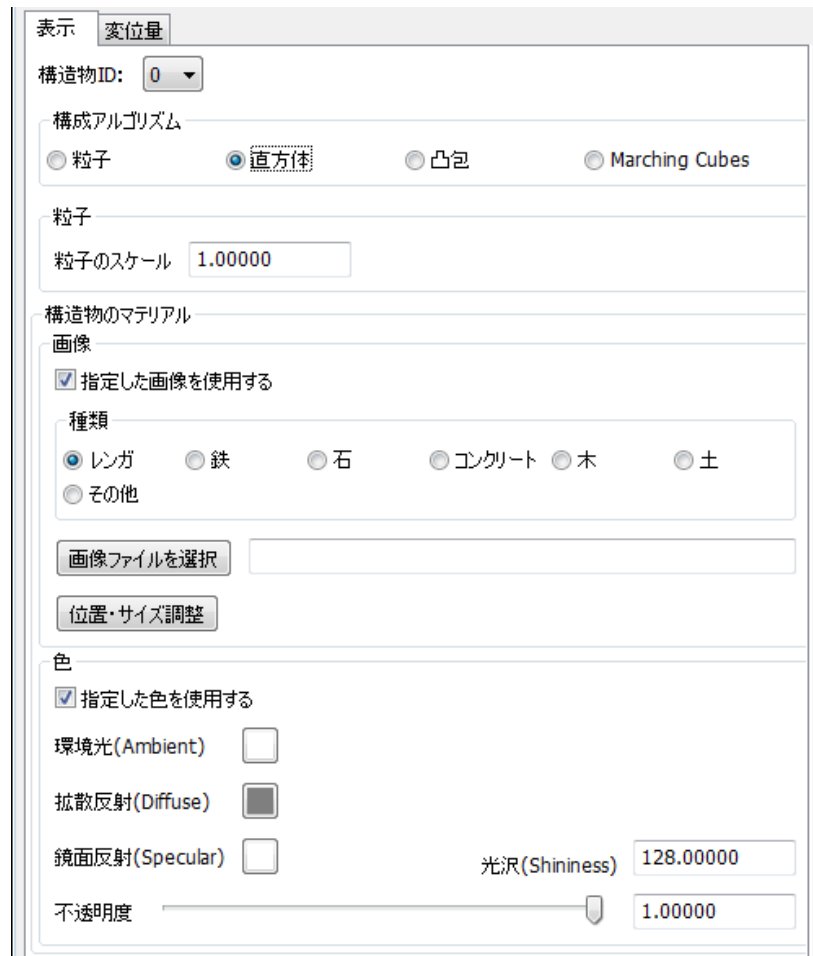 表示 変位量
構造物ID: 0
構成アルゴリズム
粒子 直方体 凸包 Marching Cubes
粒子
粒子のスケール 1.00000
構造物のマテリアル
画像
指定した画像を使用する
種類
レンガ 鉄 石 コンクリート 木 土
その他
画像ファイルを選択
位置・サイズ調整
色
指定した色を使用する
環境光(Ambient)
拡散反射(Diffuse)
鏡面反射(Specular) 光沢(Shininess) 128.00000
不透明度 1.00000